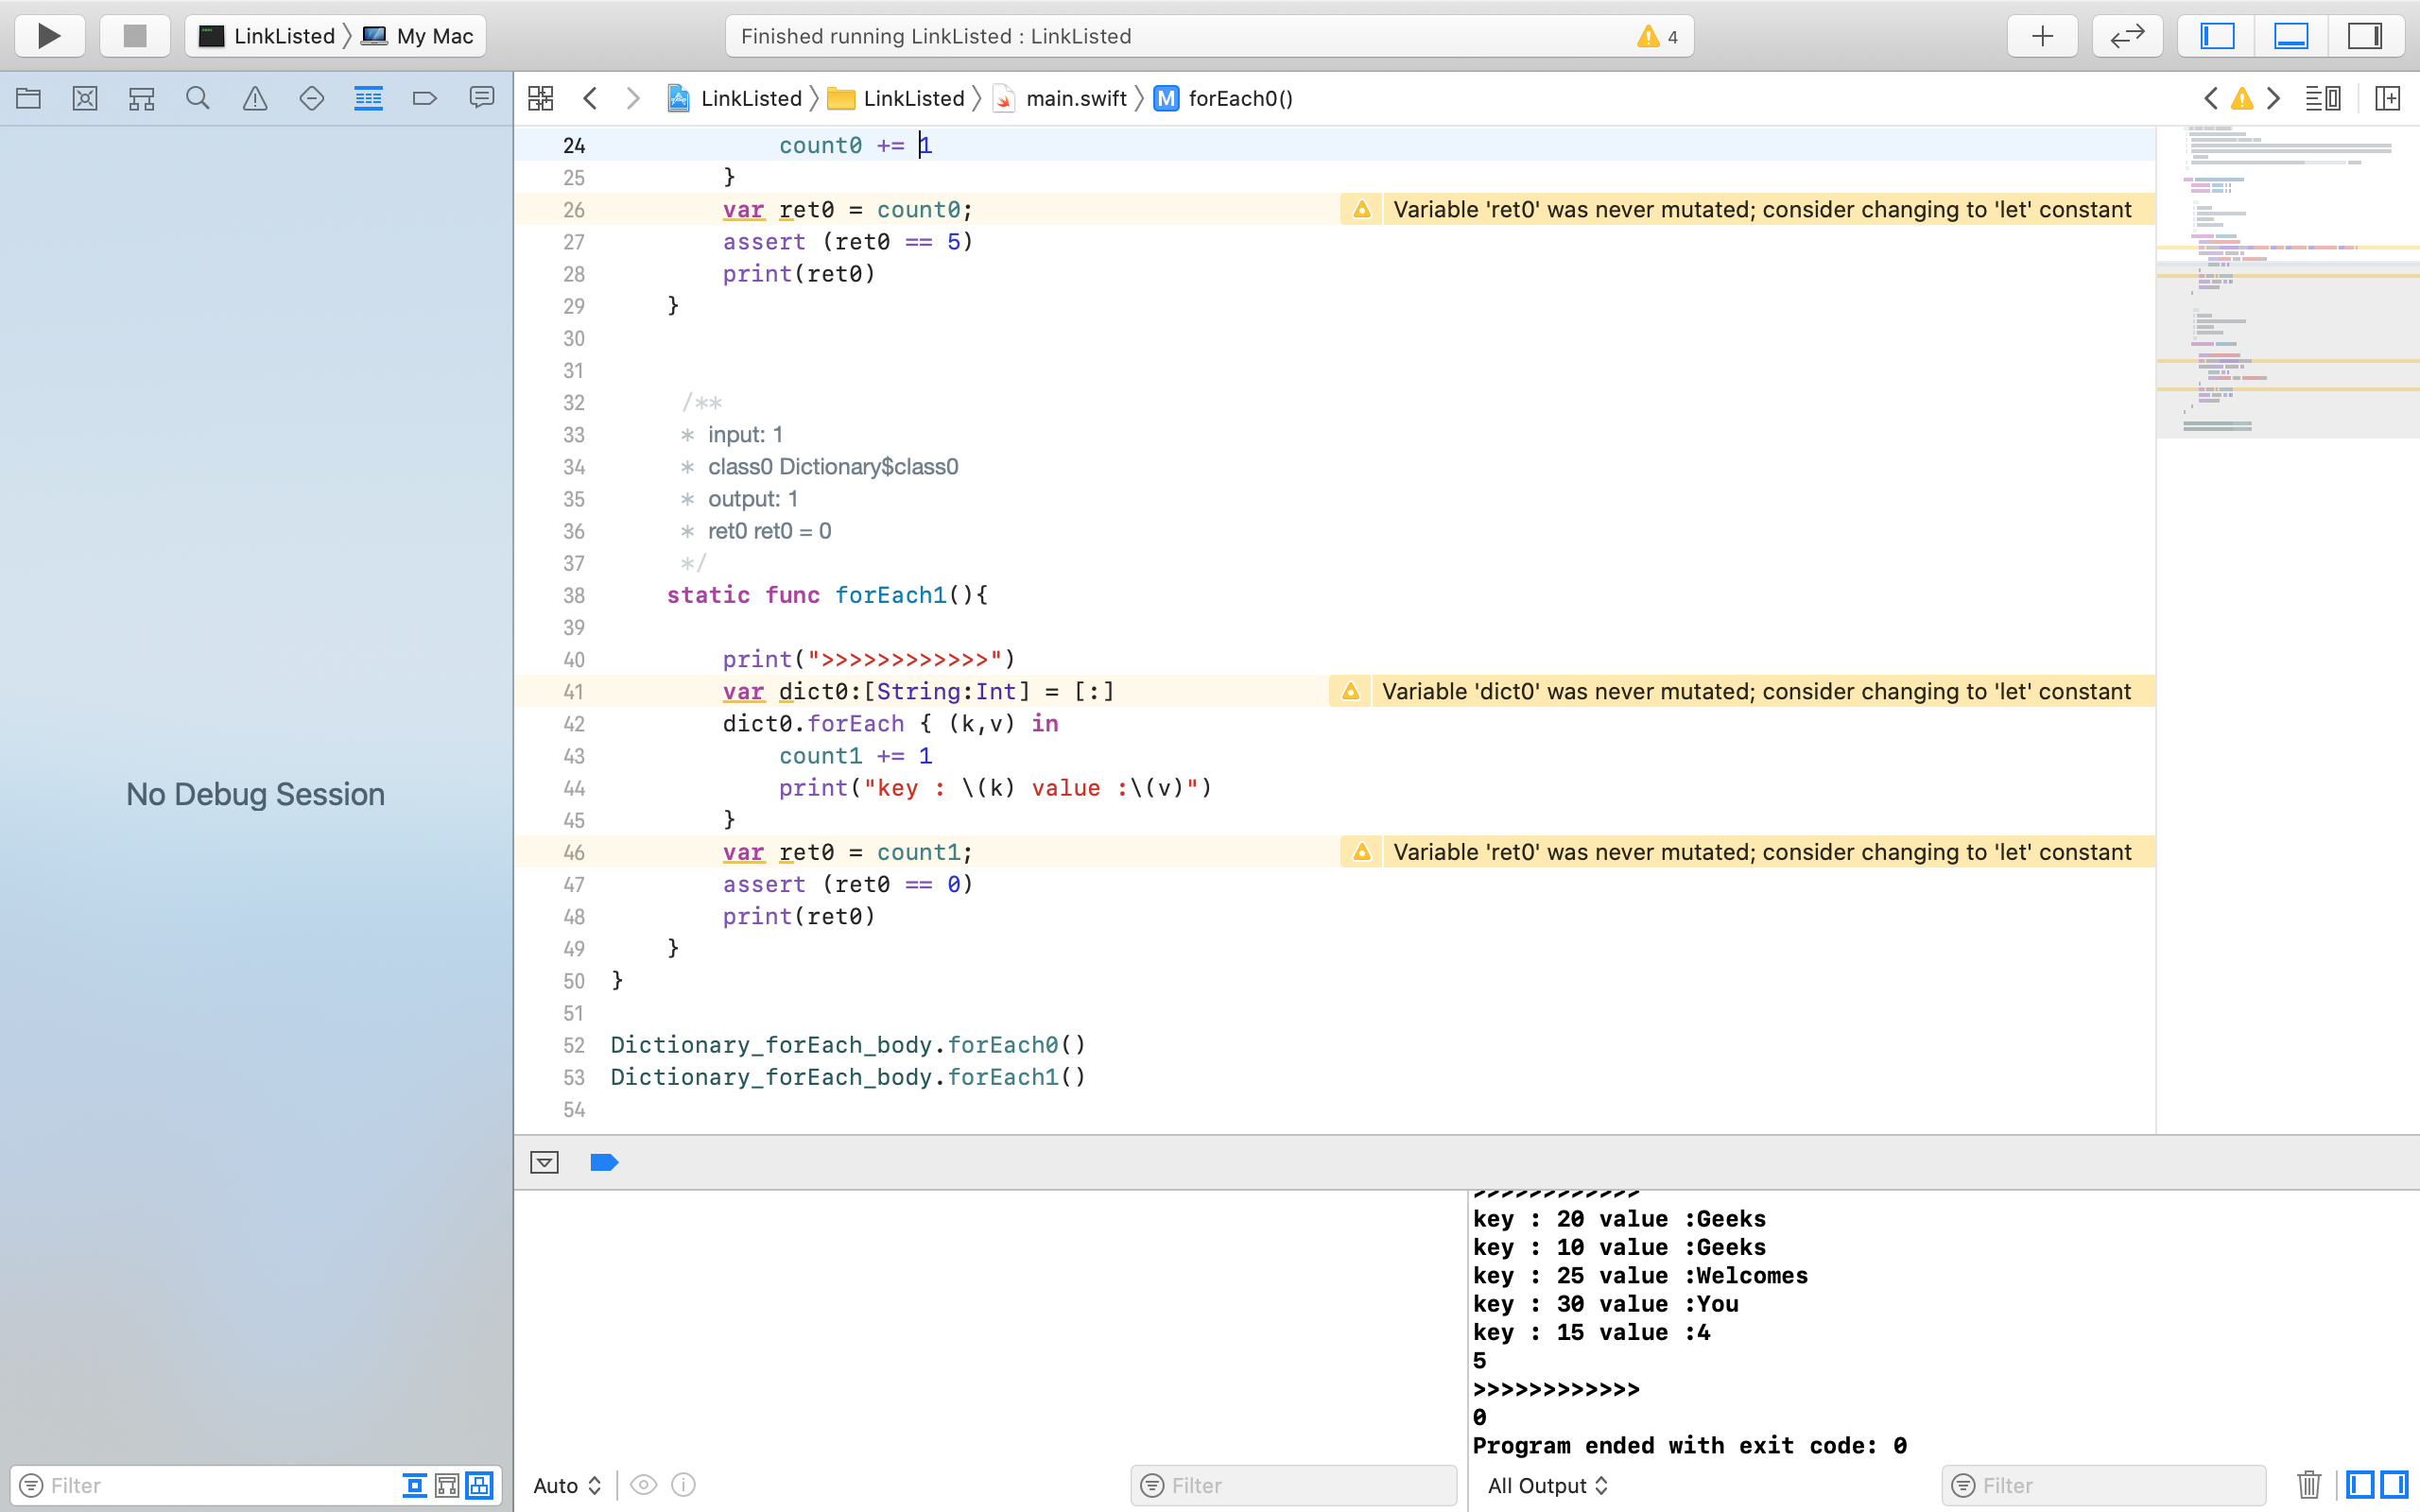 LinkListed 〉 My Mac
Finished running LinkListed : LinkListed
4
LinkListed 〉 LinkListed 〉 main.swift 〉 M forEach0()
24 count0 += 1
25 }
26 var ret0 = count0; Variable 'ret0' was never mutated; consider changing to 'let' constant
27 assert (ret0 == 5)
28 print(ret0)
29 }
30
31
32 /**
33 * input: 1
34 * class0 Dictionary$class0
35 * output: 1
36 * ret0 ret0 = 0
37 */
38 static func forEach1(){
39
40 print(">>>>>>>>>>>>")
41 var dict0:[String:Int] = [:] Variable 'dict0' was never mutated; consider changing to 'let' constant
42 dict0.forEach { (k,v) in
43 count1 += 1
44 print("key : \(k) value :\(v)")
45 }
46 var ret0 = count1; Variable 'ret0' was never mutated; consider changing to 'let' constant
47 assert (ret0 == 0)
48 print(ret0)
49 }
50 }
51
52 Dictionary_forEach_body.forEach0()
53 Dictionary_forEach_body.forEach1()
54
No Debug Session
>>>>>>>>>>>>
key : 20 value :Geeks
key : 10 value :Geeks
key : 25 value :Welcomes
key : 30 value :You
key : 15 value :4
5
>>>>>>>>>>>>
0
Program ended with exit code: 0
Filter
Auto
Filter
All Output
Filter